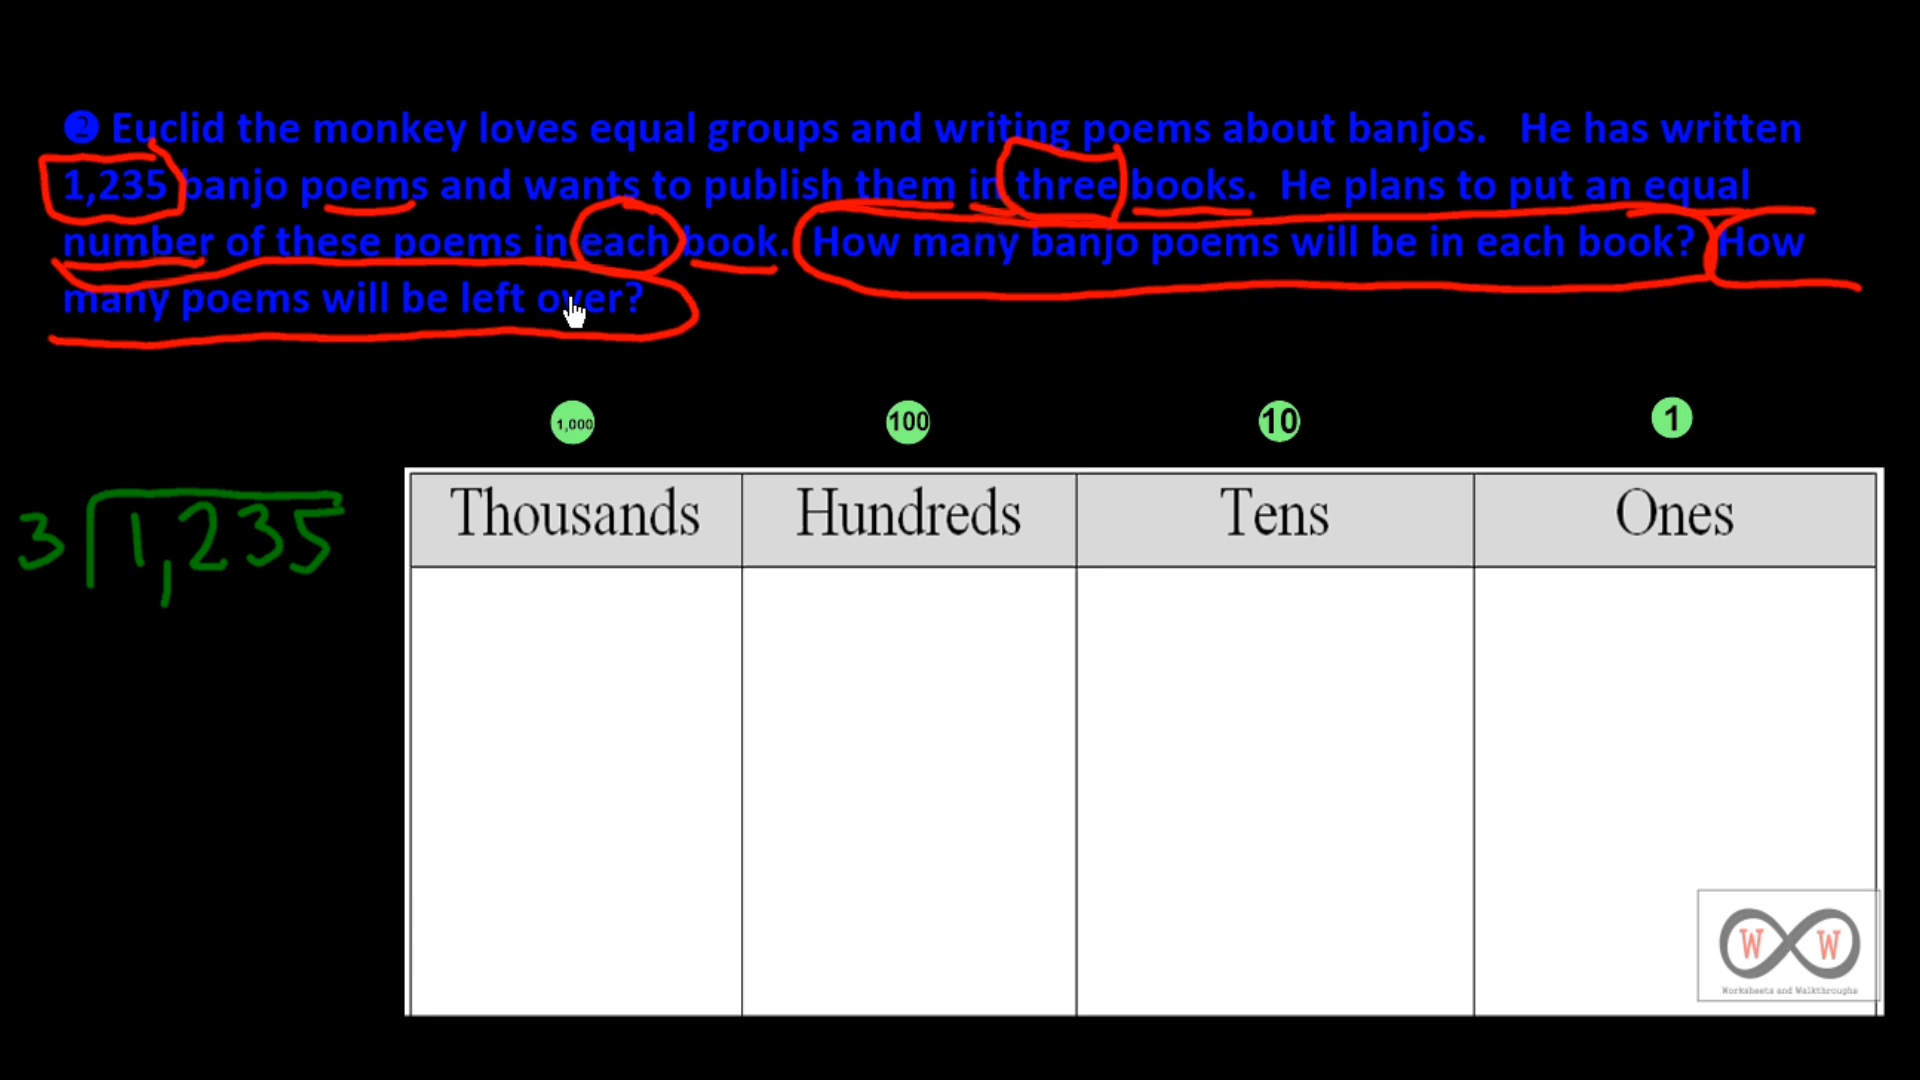 ❷ Euclid the monkey loves equal groups and writing poems about banjos. He has written
1,235 banjo poems and wants to publish them in three books. He plans to put an equal
number of these poems in each book. How many banjo poems will be in each book? How
many poems will be left over?
1,000 100 10 1
Thousands Hundreds Tens Ones
3 1,235
W W
Worksheets and Walkthroughs